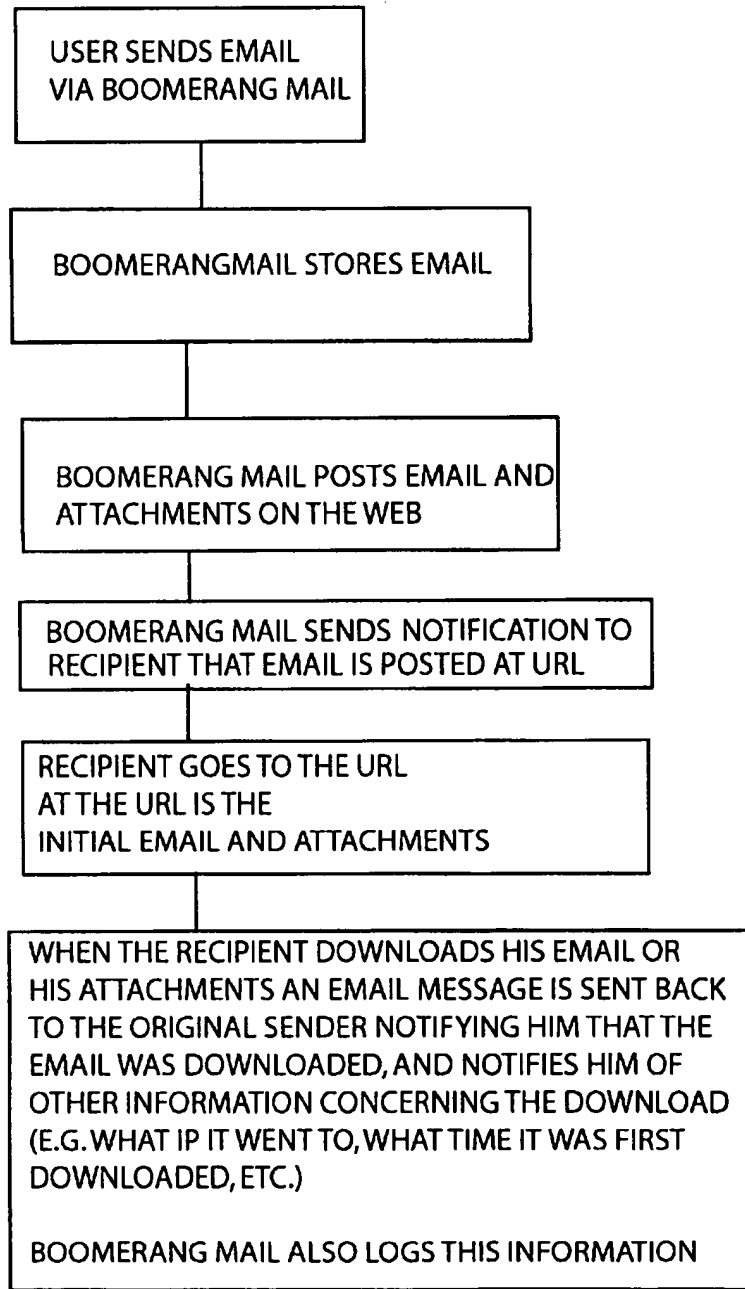 USER SENDS EMAIL
VIA BOOMERANG MAIL
BOOMERANGMAIL STORES EMAIL
BOOMERANG MAIL POSTS EMAIL AND
ATTACHMENTS ON THE WEB
BOOMERANG MAIL SENDS NOTIFICATION TO
RECIPIENT THAT EMAIL IS POSTED AT URL
RECIPIENT GOES TO THE URL
AT THE URL IS THE
INITIAL EMAIL AND ATTACHMENTS
WHEN THE RECIPIENT DOWNLOADS HIS EMAIL OR
HIS ATTACHMENTS AN EMAIL MESSAGE IS SENT BACK
TO THE ORIGINAL SENDER NOTIFYING HIM THAT THE
EMAIL WAS DOWNLOADED, AND NOTIFIES HIM OF
OTHER INFORMATION CONCERNING THE DOWNLOAD
(E.G. WHAT IP IT WENT TO, WHAT TIME IT WAS FIRST
DOWNLOADED, ETC.)
BOOMERANG MAIL ALSO LOGS THIS INFORMATION